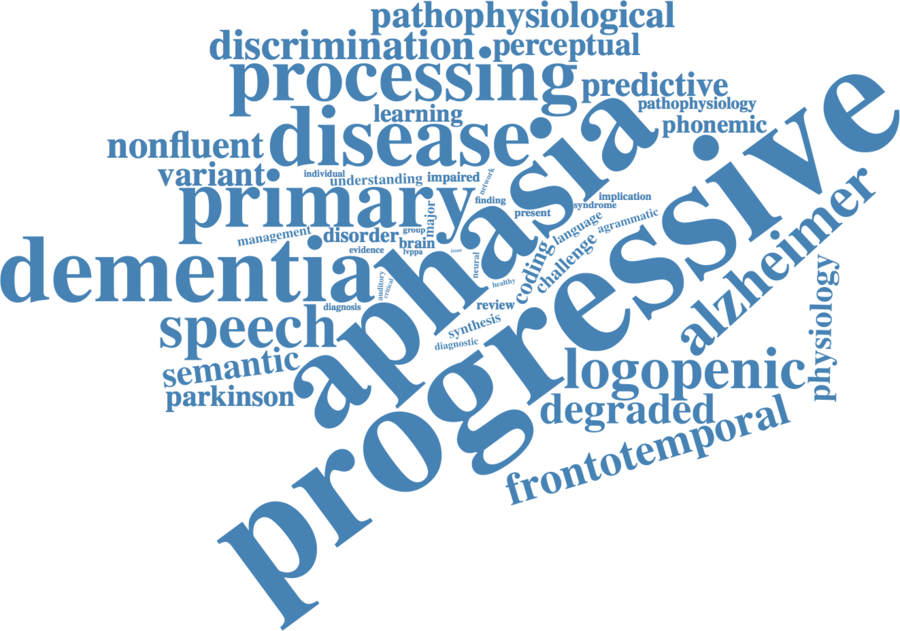 pathophysiological
discrimination
perceptual
processing
predictive
pathophysiology
learning
phonemic
disease
nonfluent
variant
individual
understanding
impaired
network
primary
finding
implication
syndrome
present
major
management
disorder
group
language
agrammatic
brain
evidence
lvppa
aphasia
progressive
alzheimer
dementia
neural
coding
challenge
healthy
auditory
critical
diagnosis
review
synthesis
diagnostic
speech
semantic
parkinson
logopenic
physiology
degraded
frontotemporal